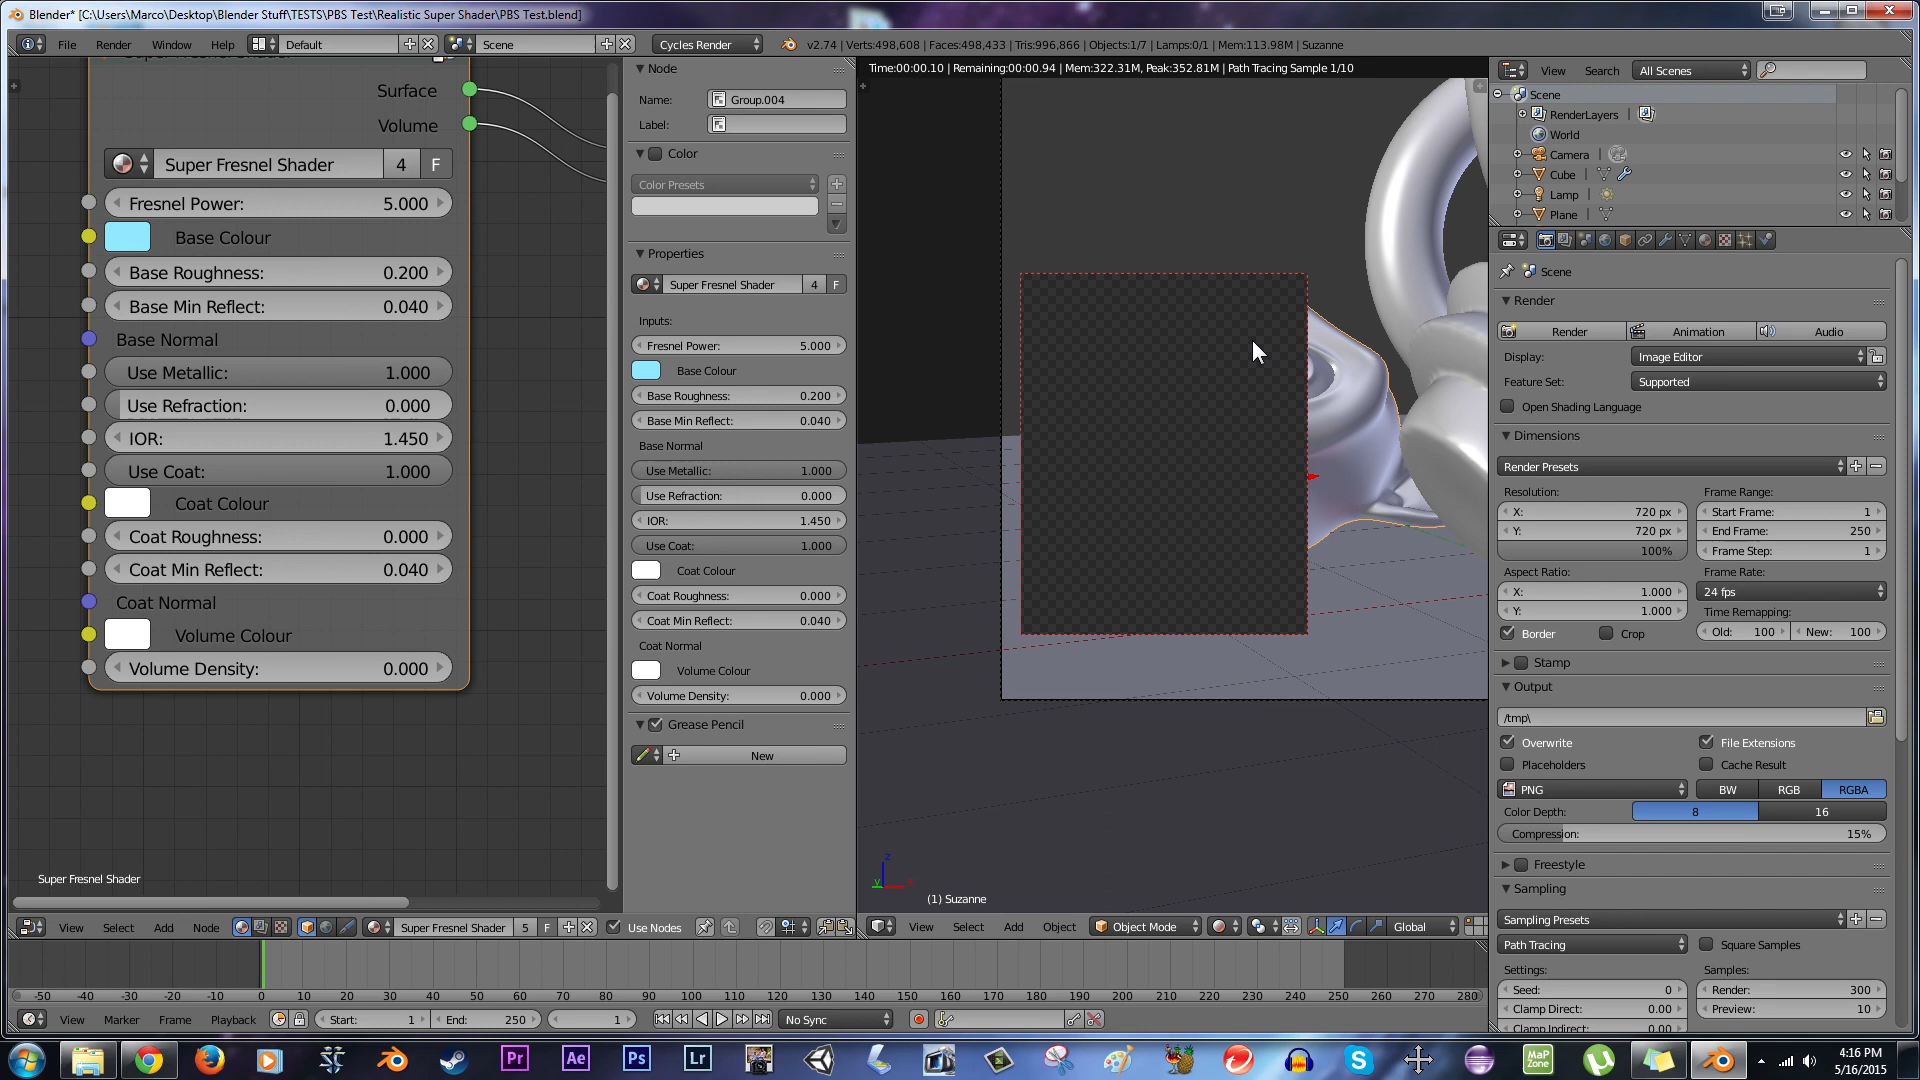 Blender* [C:\Users\Marco\Desktop\Blender Stuff\TESTS\PBS Test\Realistic Super Shader\PBS Test.blend]
File Render Window Help Default Scene Cycles Render v2.74 | Verts:498,608 | Faces:498,433 | Tris:996,866 | Objects:1/7 | Lamps:0/1 | Mem:113.98M | Suzanne
Surface
Volume
Super Fresnel Shader 4 F
Fresnel Power: 5.000
Base Colour
Base Roughness: 0.200
Base Min Reflect: 0.040
Base Normal
Use Metallic: 1.000
Use Refraction: 0.000
IOR: 1.450
Use Coat: 1.000
Coat Colour
Coat Roughness: 0.000
Coat Min Reflect: 0.040
Coat Normal
Volume Colour
Volume Density: 0.000
Super Fresnel Shader
View Select Add Node Super Fresnel Shader 5 F Use Nodes
Node
Name: Group.004
Label:
Color
Color Presets
Properties
Super Fresnel Shader 4 F
Inputs:
Fresnel Power: 5.000
Base Colour
Base Roughness: 0.200
Base Min Reflect: 0.040
Base Normal
Use Metallic: 1.000
Use Refraction: 0.000
IOR: 1.450
Use Coat: 1.000
Coat Colour
Coat Roughness: 0.000
Coat Min Reflect: 0.040
Coat Normal
Volume Colour
Volume Density: 0.000
Grease Pencil
New
Time:00:00.10 | Remaining:00:00.94 | Mem:322.31M, Peak:352.81M | Path Tracing Sample 1/10
z
y
(1) Suzanne
View Select Add Object Object Mode Global
View Search All Scenes
Scene
RenderLayers |
World
Camera |
Cube |
Lamp |
Plane |
Scene
Render
Render Animation Audio
Display: Image Editor
Feature Set: Supported
Open Shading Language
Dimensions
Render Presets
Resolution: Frame Range:
X: 720 px Start Frame: 1
Y: 720 px End Frame: 250
100% Frame Step: 1
Aspect Ratio: Frame Rate:
X: 1.000 24 fps
Y: 1.000 Time Remapping:
Border Crop Old: 100 New: 100
Stamp
Output
/tmp\
Overwrite File Extensions
Placeholders Cache Result
PNG BW RGB RGBA
Color Depth: 8 16
Compression: 15%
Freestyle
Sampling
Sampling Presets
Path Tracing Square Samples
Settings: Samples:
Seed: 0 Render: 300
Clamp Direct: 0.00 Preview: 10
Clamp Indirect: 0.00
-50 -40 -30 -20 -10 0 10 20 30 40 50 60 70 80 90 100 110 120 130 140 150 160 170 180 190 200 210 220 230 240 250 260 270 280
View Marker Frame Playback Start: 1 End: 250 1 No Sync
Pr Ae Ps Lr MaP Zone
4:16 PM
5/16/2015